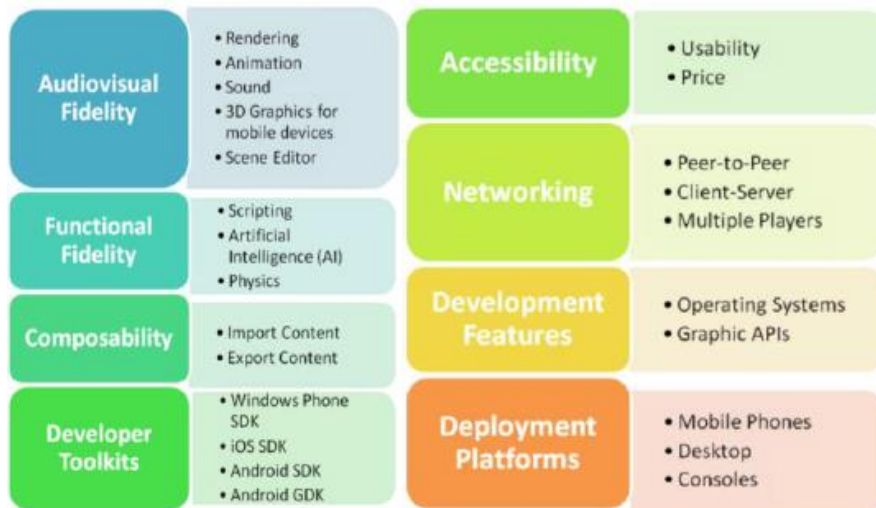 Audiovisual
Fidelity
• Rendering
• Animation
• Sound
• 3D Graphics for
mobile devices
• Scene Editor
Functional
Fidelity
• Scripting
• Artificial
Intelligence (AI)
• Physics
Composability
• Import Content
• Export Content
Developer
Toolkits
• Windows Phone
SDK
• iOS SDK
• Android SDK
• Android GDK
Accessibility
• Usability
• Price
Networking
• Peer-to-Peer
• Client-Server
• Multiple Players
Development
Features
• Operating Systems
• Graphic APIs
Deployment
Platforms
• Mobile Phones
• Desktop
• Consoles